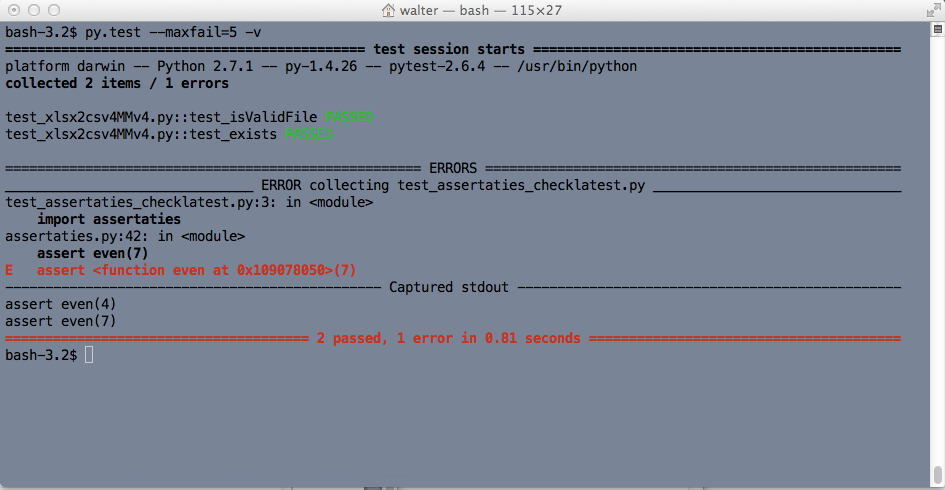 walter — bash — 115×27
bash-3.2$ py.test --maxfail=5 -v
============================================= test session starts ==============================================
platform darwin -- Python 2.7.1 -- py-1.4.26 -- pytest-2.6.4 -- /usr/bin/python
collected 2 items / 1 errors
test_xlsx2csv4MMv4.py::test_isValidFile PASSED
test_xlsx2csv4MMv4.py::test_exists PASSED
==================================================== ERRORS ====================================================
_______________________________ ERROR collecting test_assertaties_checklatest.py _______________________________
test_assertaties_checklatest.py:3: in <module>
    import assertaties
assertaties.py:42: in <module>
    assert even(7)
E   assert <function even at 0x109078050>(7)
----------------------------------------------- Captured stdout ------------------------------------------------
assert even(4)
assert even(7)
====================================== 2 passed, 1 error in 0.81 seconds =======================================
bash-3.2$